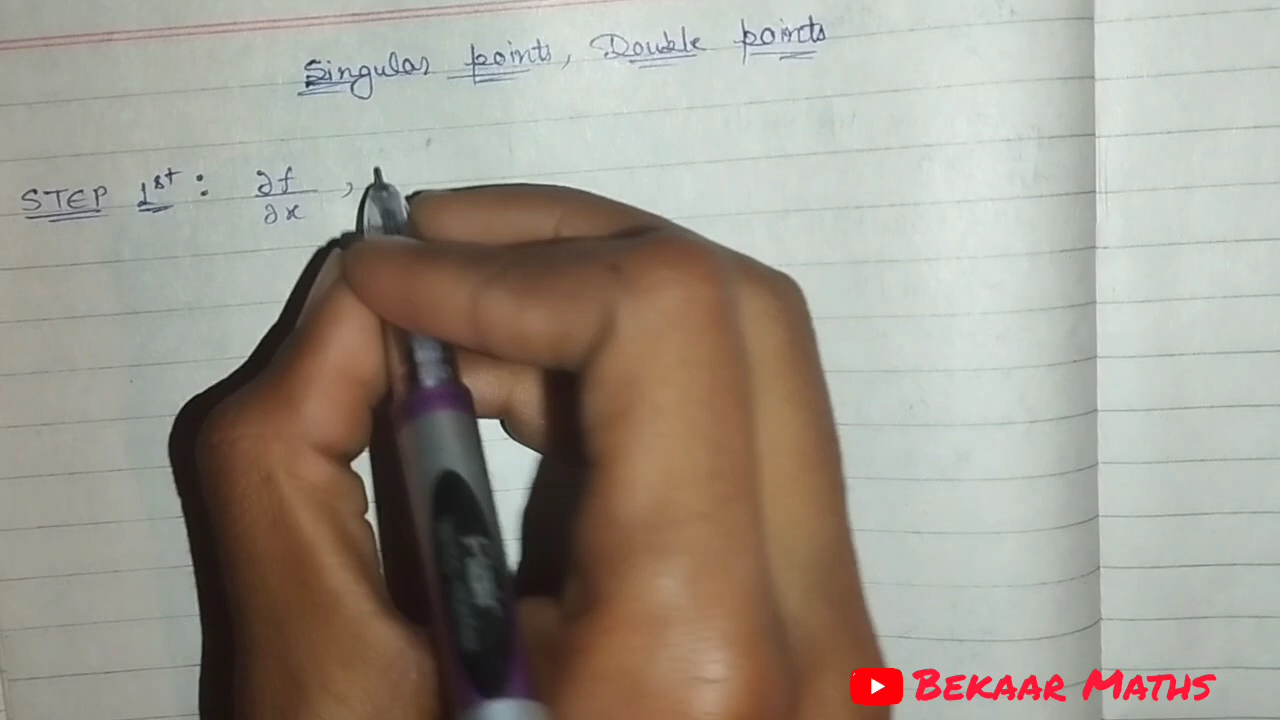 Singular points, Double points
STEP 1st : ∂f/∂x ,
BEKAAR MATHS